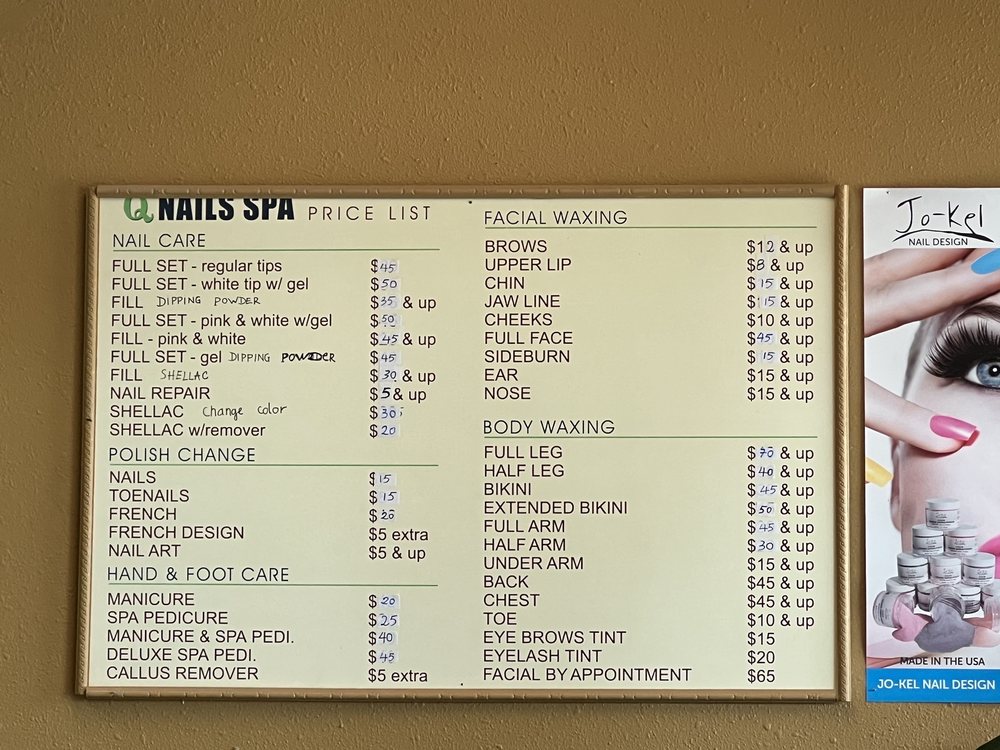 Q NAILS SPA PRICE LIST
NAIL CARE
FULL SET - regular tips $45
FULL SET - white tip w/ gel $50
FILL DIPPING POWDER $35 & up
FULL SET - pink & white w/gel $50
FILL - pink & white $45 & up
FULL SET - gel DIPPING POWDER $45
FILL SHELLAC $30 & up
NAIL REPAIR $5 & up
SHELLAC Change color $30
SHELLAC w/remover $20
POLISH CHANGE
NAILS $15
TOENAILS $15
FRENCH $20
FRENCH DESIGN $5 extra
NAIL ART $5 & up
HAND & FOOT CARE
MANICURE $20
SPA PEDICURE $25
MANICURE & SPA PEDI. $40
DELUXE SPA PEDI. $45
CALLUS REMOVER $5 extra
FACIAL WAXING
BROWS $12 & up
UPPER LIP $8 & up
CHIN $15 & up
JAW LINE $15 & up
CHEEKS $10 & up
FULL FACE $45 & up
SIDEBURN $15 & up
EAR $15 & up
NOSE $15 & up
BODY WAXING
FULL LEG $70 & up
HALF LEG $40 & up
BIKINI $45 & up
EXTENDED BIKINI $50 & up
FULL ARM $45 & up
HALF ARM $30 & up
UNDER ARM $15 & up
BACK $45 & up
CHEST $45 & up
TOE $10 & up
EYE BROWS TINT $15
EYELASH TINT $20
FACIAL BY APPOINTMENT $65
Jo-Kel
NAIL DESIGN
MADE IN THE USA
JO-KEL NAIL DESIGN